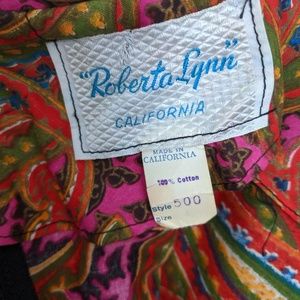 "Roberta Lynn"
CALIFORNIA
MADE IN
CALIFORNIA
100% Cotton
Style 500
Size